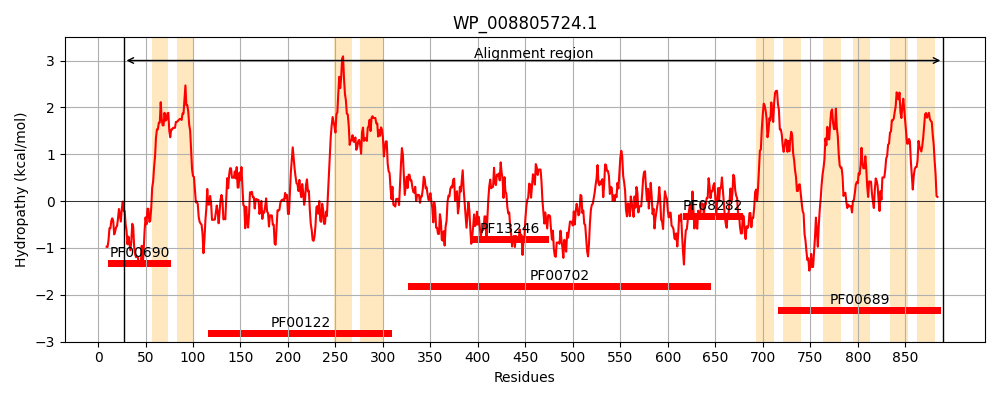 WP_008805724.1
Alignment region
Hydropathy (kcal/mol)
3
2
1
0
−1
−2
−3
PF08282
PF13246
PF00690
PF00702
PF00689
PF00122
0 50 100 150 200 250 300 350 400 450 500 550 600 650 700 750 800 850
Residues